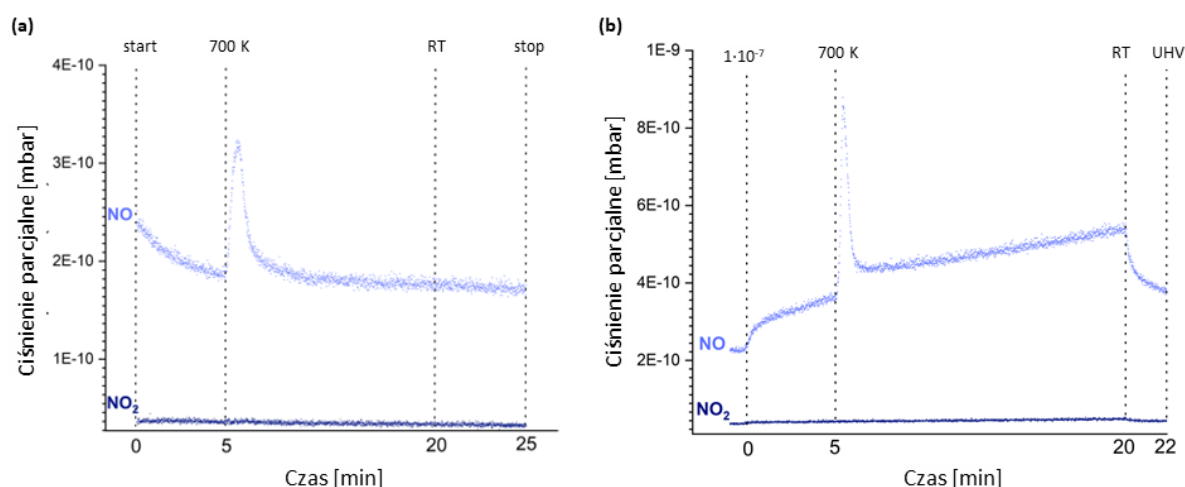 (a)
start 700 K RT stop
4E-10
3E-10
2E-10
1E-10
NO
NO₂
0 5 20 25
Ciśnienie parcjalne [mbar]
Czas [min]
(b)
1·10⁻⁷ 700 K RT UHV
1E-9
8E-10
6E-10
4E-10
2E-10
NO
NO₂
0 5 20 22
Ciśnienie parcjalne [mbar]
Czas [min]